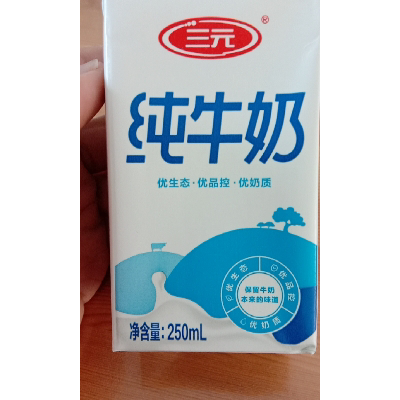 三元®
纯牛奶
优生态·优品控·优奶质
优生态
优品控
保留牛奶
本来的味道
优奶质
净含量:250mL